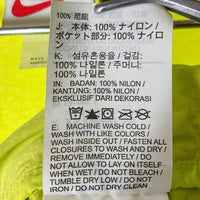 100% 尼龍
J: 本体: 100% ナイロン/
ポケット部分: 100% ナイロ
ン
K: 섬유혼용율 / 겉감:
100% 나일론 / 주머니:
100% 나일론
ID: BADAN: 100% NILON /
KANTONG: 100% NILON/
EKSKLUSIF DARI DEKORASI
E: MACHINE WASH COLD /
WASH WITH LIKE COLORS /
WASH INSIDE OUT / FASTEN ALL
CLOSURES TO WASH AND DRY /
REMOVE IMMEDIATELY / DO
NOT ALLOW TO LAY ON ITSELF
WHEN WET / DO NOT BLEACH /
TUMBLE DRY LOW / DO NOT
IRON / DO NOT DRY CLEAN